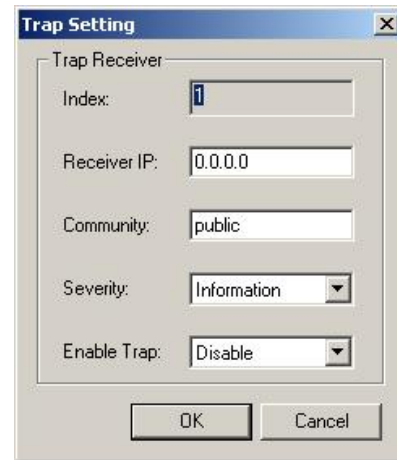 Trap Setting
Trap Receiver
Index: 1
Receiver IP: 0.0.0.0
Community: public
Severity: Information
Enable Trap: Disable
OK Cancel